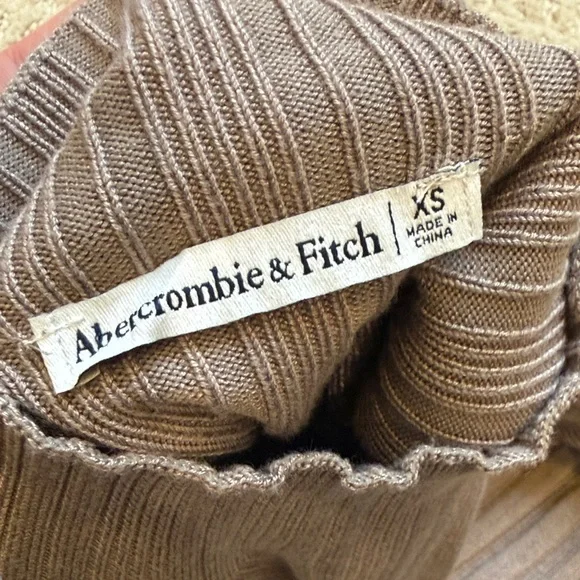 Abercrombie & Fitch | XS
MADE IN
CHINA